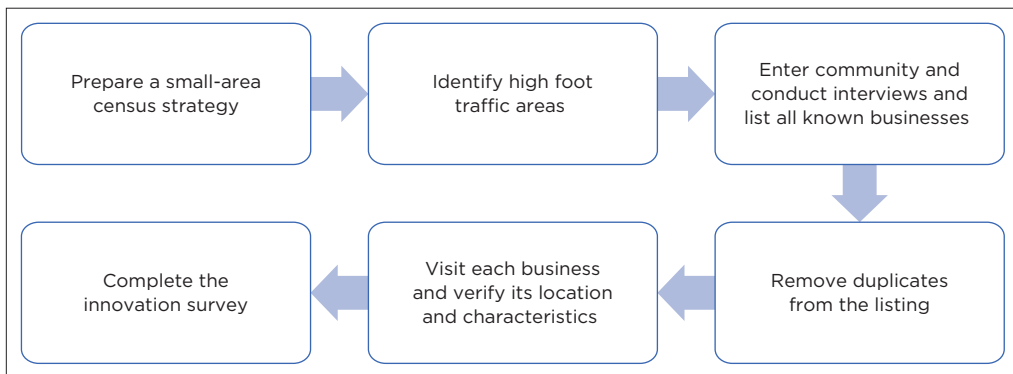 Prepare a small-area
census strategy
Identify high foot
traffic areas
Enter community and
conduct interviews and
list all known businesses
Remove duplicates
from the listing
Visit each business
and verify its location
and characteristics
Complete the
innovation survey